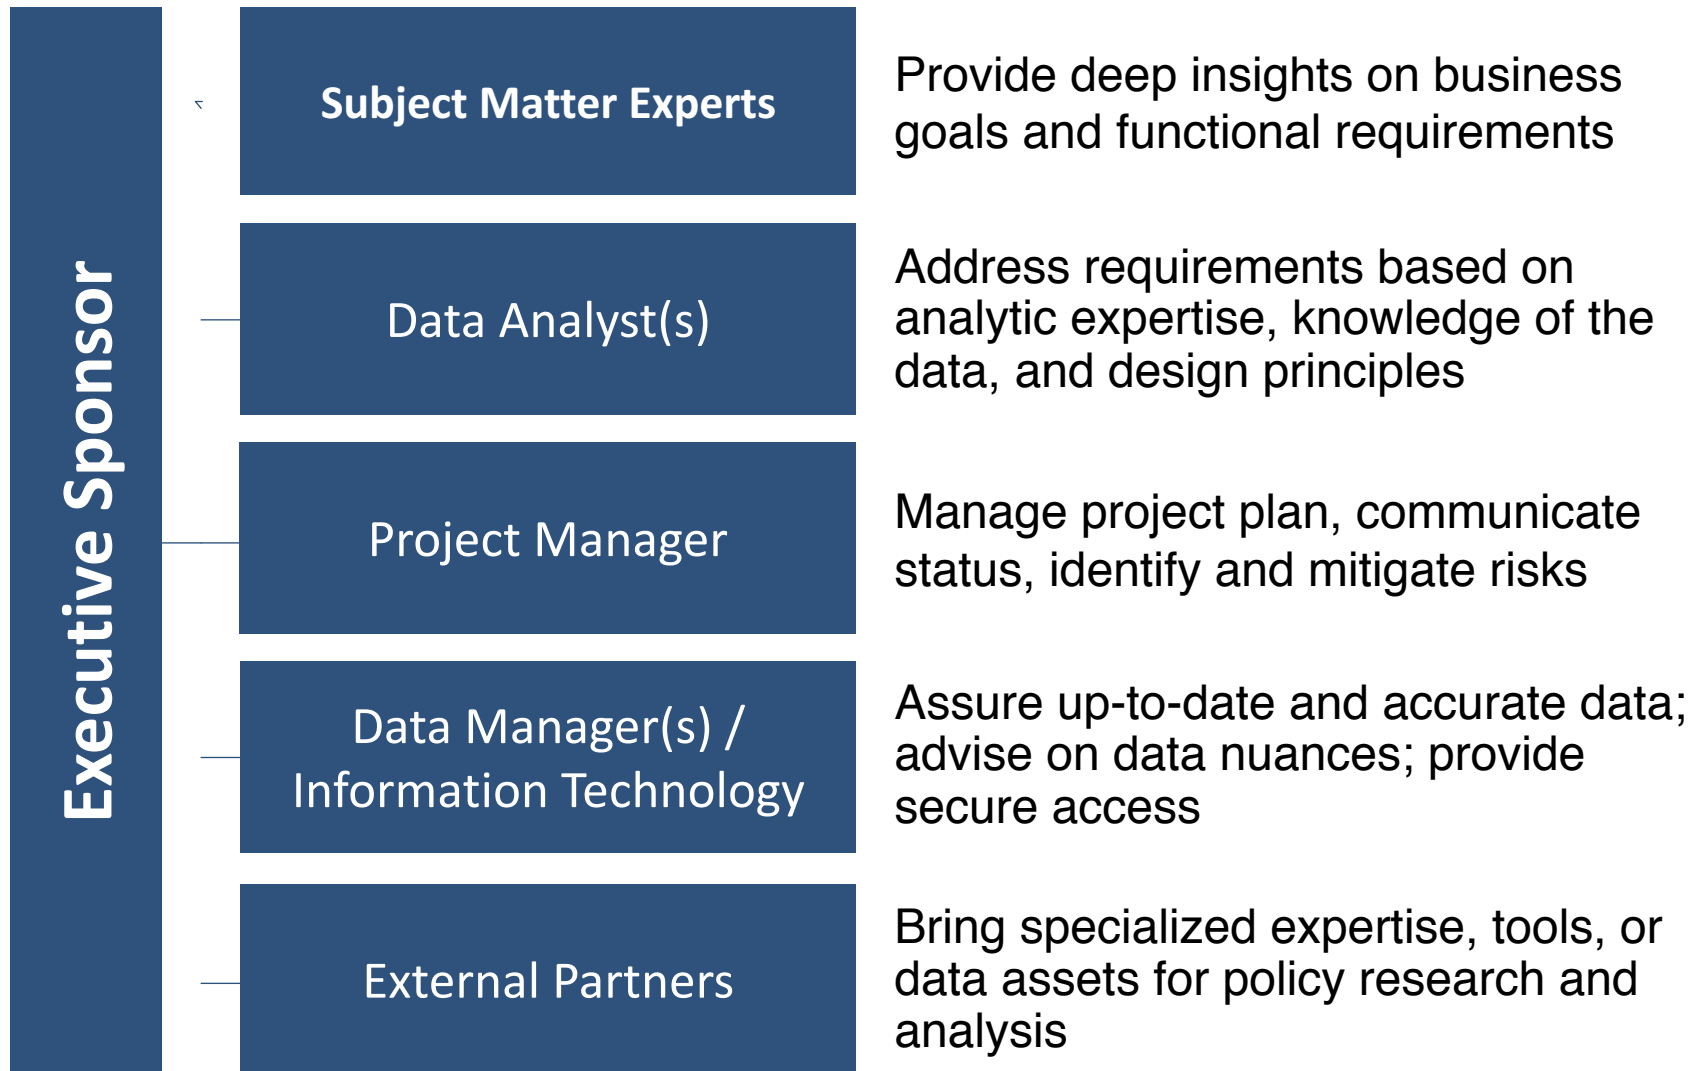 Executive Sponsor
Subject Matter Experts
Provide deep insights on business
goals and functional requirements
Data Analyst(s)
Address requirements based on
analytic expertise, knowledge of the
data, and design principles
Project Manager
Manage project plan, communicate
status, identify and mitigate risks
Data Manager(s) /
Information Technology
Assure up-to-date and accurate data;
advise on data nuances; provide
secure access
External Partners
Bring specialized expertise, tools, or
data assets for policy research and
analysis